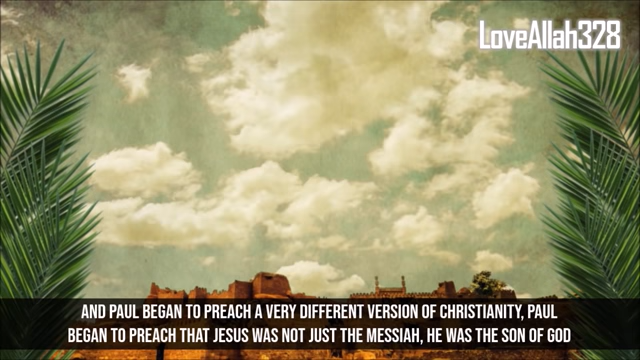 LoveAllah328
AND PAUL BEGAN TO PREACH A VERY DIFFERENT VERSION OF CHRISTIANITY, PAUL
BEGAN TO PREACH THAT JESUS WAS NOT JUST THE MESSIAH, HE WAS THE SON OF GOD